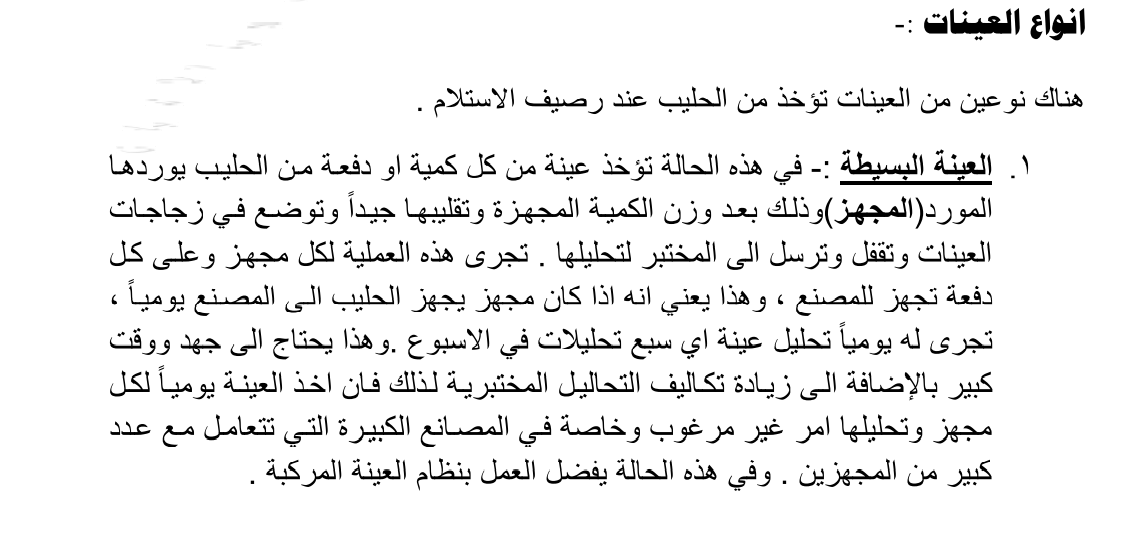 انواع العينات :-
هناك نوعين من العينات تؤخذ من الحليب عند رصيف الاستلام .
١. العينة البسيطة :- في هذه الحالة تؤخذ عينة من كل كمية او دفعة من الحليب يوردها
المورد(المجهز)وذلك بعد وزن الكمية المجهزة وتقليبها جيداً وتوضع في زجاجات
العينات وتقفل وترسل الى المختبر لتحليلها . تجرى هذه العملية لكل مجهز وعلى كل
دفعة تجهز للمصنع ، وهذا يعني انه اذا كان مجهز يجهز الحليب الى المصنع يومياً ،
تجرى له يومياً تحليل عينة اي سبع تحليلات في الاسبوع .وهذا يحتاج الى جهد ووقت
كبير بالإضافة الى زيادة تكاليف التحاليل المختبرية لذلك فان اخذ العينة يومياً لكل
مجهز وتحليلها امر غير مرغوب وخاصة في المصانع الكبيرة التي تتعامل مع عدد
كبير من المجهزين . وفي هذه الحالة يفضل العمل بنظام العينة المركبة .